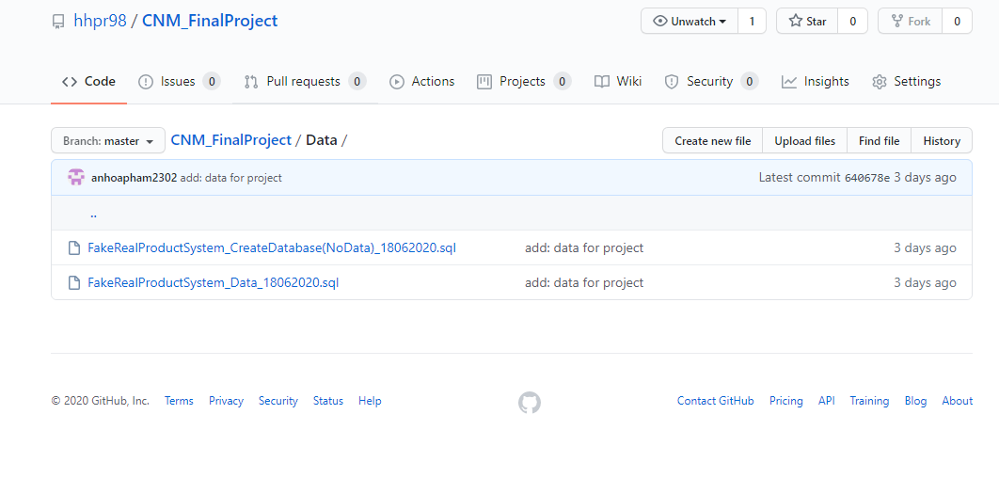 hhpr98 / CNM_FinalProject Unwatch 1 Star 0 Fork 0
Code Issues 0 Pull requests 0 Actions Projects 0 Wiki Security 0 Insights Settings
Branch: master CNM_FinalProject / Data / Create new file Upload files Find file History
anhoapham2302 add: data for project Latest commit 640678e 3 days ago
..
FakeRealProductSystem_CreateDatabase(NoData)_18062020.sql add: data for project 3 days ago
FakeRealProductSystem_Data_18062020.sql add: data for project 3 days ago
© 2020 GitHub, Inc. Terms Privacy Security Status Help Contact GitHub Pricing API Training Blog About